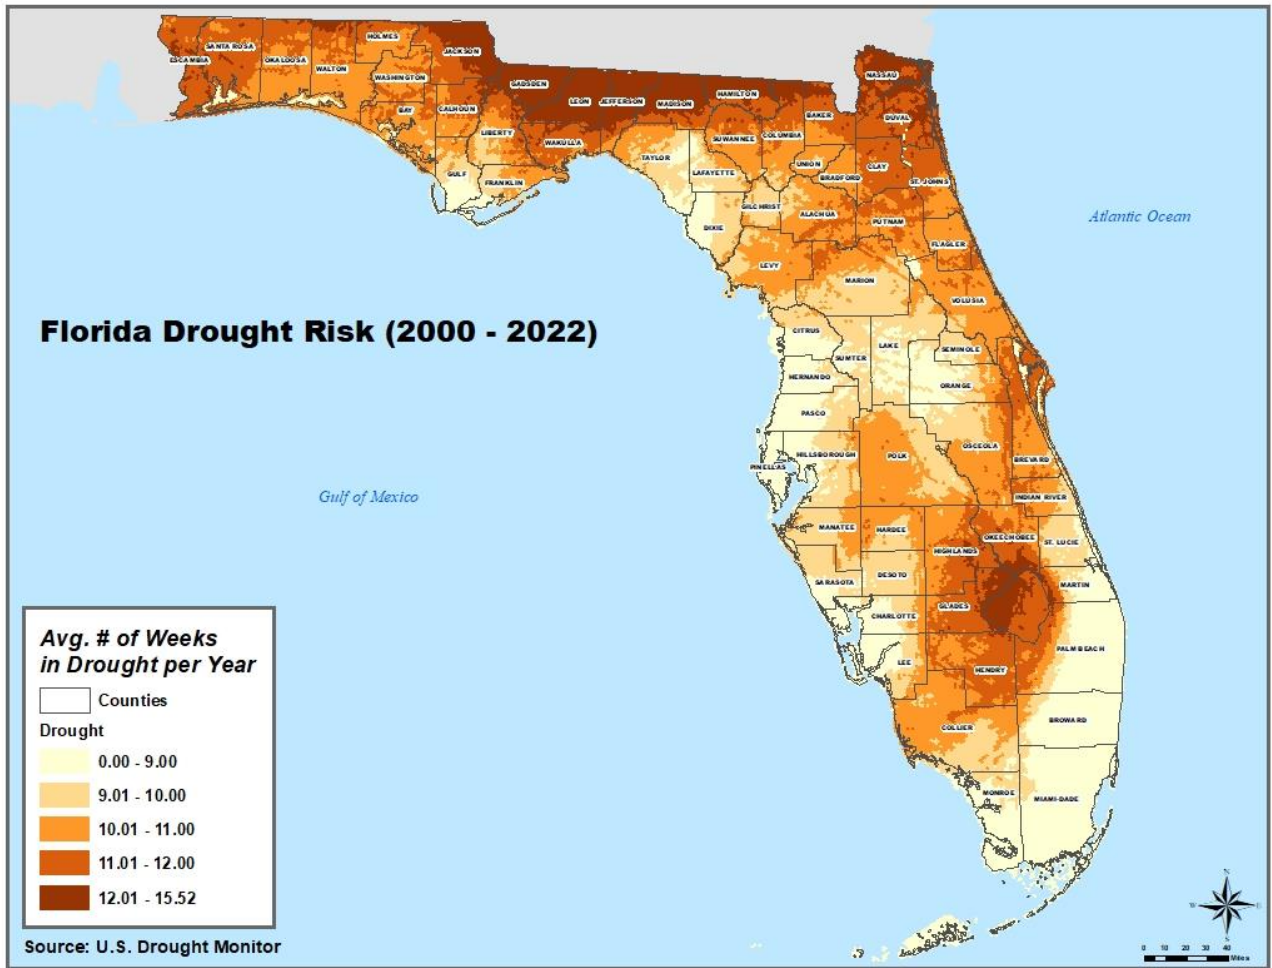 HOLMES
SANTA ROSA
JACKSON
ESCAMBIA
OKALOOSA
WALTON
WASHINGTON
NASSAU
GADSDEN
LEON
JEFFERSON
MADISON
HAMILTON
BAY
CALHOUN
BAKER
DUVAL
LIBERTY
WAKULLA
SUWANNEE
COLUMBIA
TAYLOR
UNION
CLAY
GULF
FRANKLIN
LAFAYETTE
BRADFORD
ST. JOHNS
GILCHRIST
ALACHUA
PUTNAM
Atlantic Ocean
DIXIE
FLAGLER
LEVY
MARION
VOLUSIA
Florida Drought Risk (2000 - 2022)
CITRUS
LAKE
SEMINOLE
SUMTER
HERNANDO
ORANGE
PASCO
OSCEOLA
HILLSBOROUGH
POLK
BREVARD
PINELLAS
Gulf of Mexico
INDIAN RIVER
MANATEE
HARDEE
OKEECHOBEE
ST. LUCIE
HIGHLANDS
SARASOTA
DESOTO
MARTIN
GLADES
CHARLOTTE
PALM BEACH
LEE
HENDRY
BROWARD
COLLIER
MONROE
MIAMI-DADE
Avg. # of Weeks
in Drought per Year
Counties
Drought
0.00 - 9.00
9.01 - 10.00
10.01 - 11.00
11.01 - 12.00
12.01 - 15.52
Source: U.S. Drought Monitor
N
W E
S
0 10 20 30 40
Miles